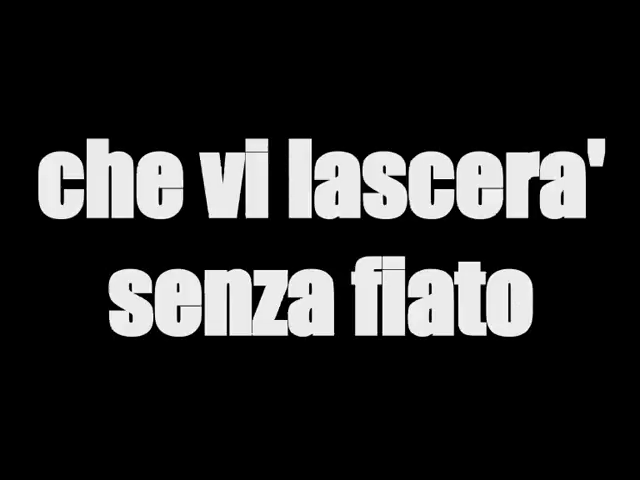 che vi lascera'
senza fiato